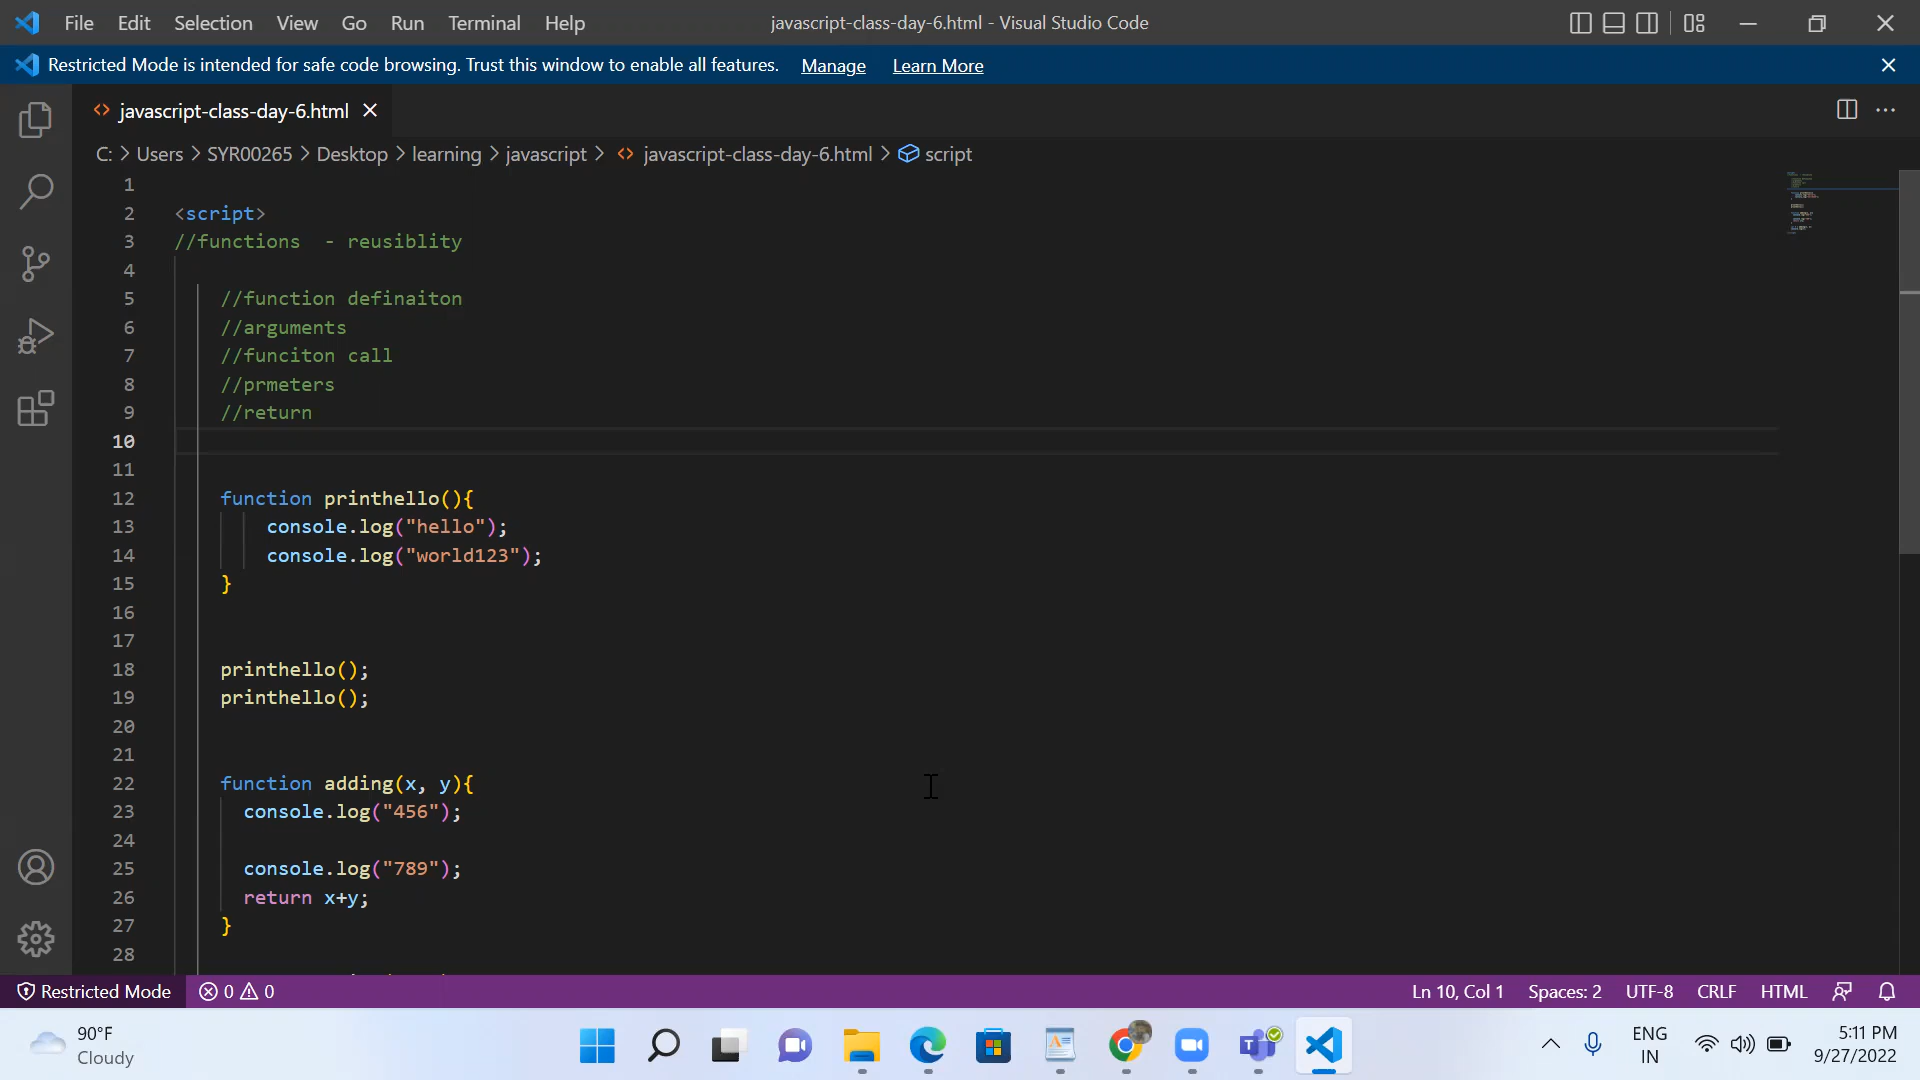 File Edit Selection View Go Run Terminal Help javascript-class-day-6.html - Visual Studio Code
Restricted Mode is intended for safe code browsing. Trust this window to enable all features. Manage Learn More
javascript-class-day-6.html
C: > Users > SYR00265 > Desktop > learning > javascript > javascript-class-day-6.html > script
1
2 <script>
3 //functions - reusiblity
4
5 //function definaiton
6 //arguments
7 //funciton call
8 //prmeters
9 //return
10
11
12 function printhello(){
13 console.log("hello");
14 console.log("world123");
15 }
16
17
18 printhello();
19 printhello();
20
21
22 function adding(x, y){
23 console.log("456");
24
25 console.log("789");
26 return x+y;
27 }
28
Restricted Mode 0 0 Ln 10, Col 1 Spaces: 2 UTF-8 CRLF HTML
90°F
Cloudy
ENG
IN
5:11 PM
9/27/2022